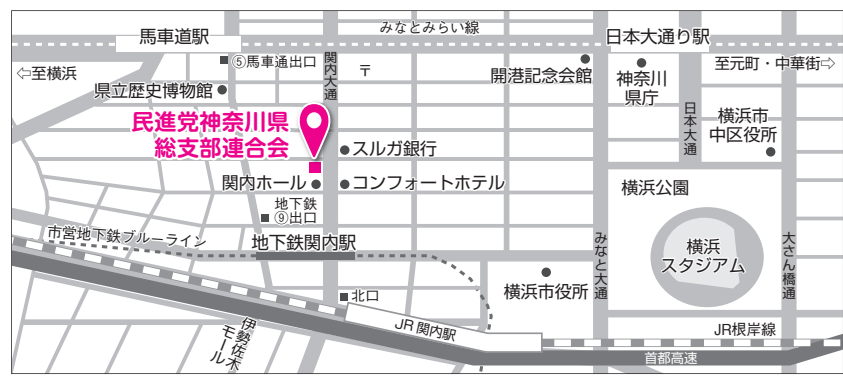 みなとみらい線
馬車道駅
日本大通り駅
⇦至横浜
⑤馬車通出口
関内大通
〒
開港記念会館
神奈川
県庁
至元町・中華街⇨
県立歴史博物館
日本大通
横浜市
中区役所
民進党神奈川県
総支部連合会
スルガ銀行
関内ホール
コンフォートホテル
横浜公園
地下鉄
⑨出口
市営地下鉄ブルーライン
地下鉄関内駅
みなと大通
横浜
スタジアム
大さん橋通
横浜市役所
北口
JR関内駅
JR根岸線
伊勢佐木
モール
首都高速